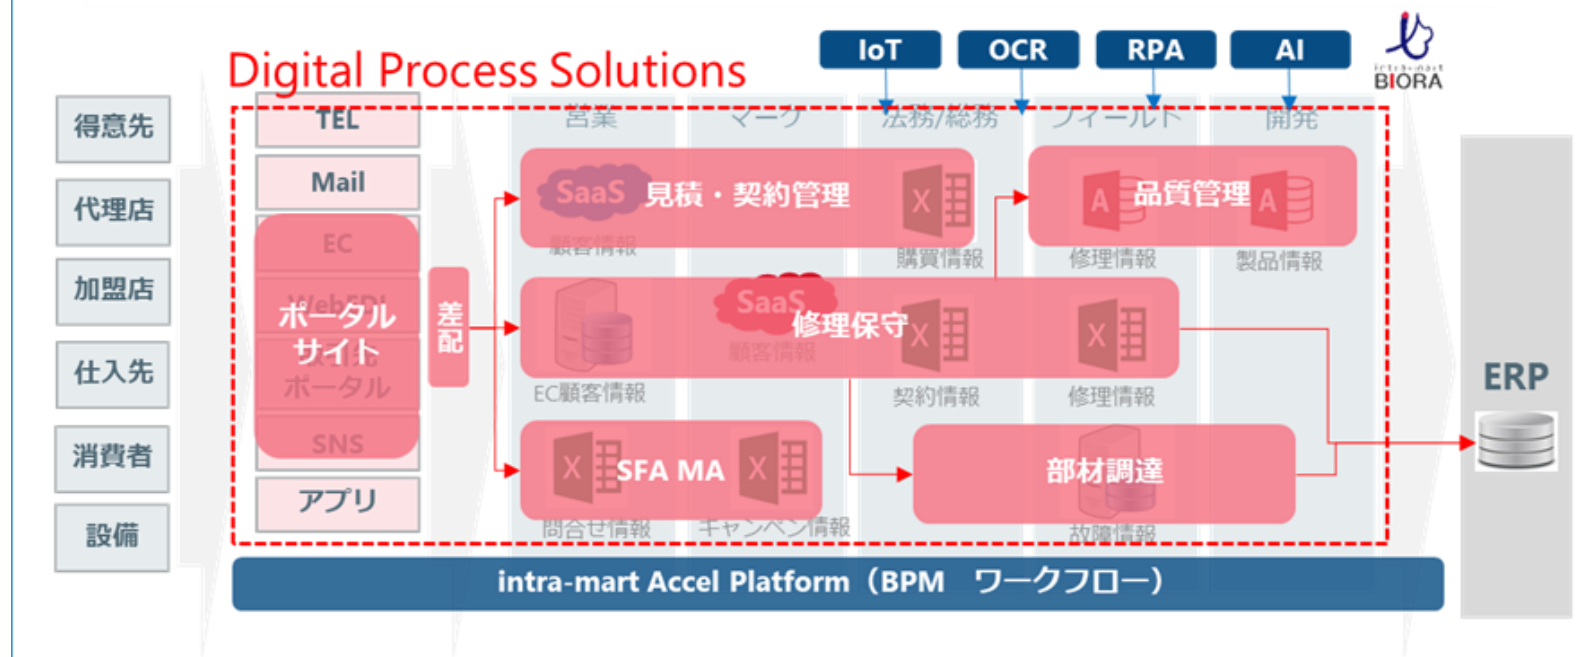 Digital Process Solutions
IoT
OCR
RPA
AI
intra-mart
BIORA
得意先
代理店
加盟店
仕入先
消費者
設備
TEL
Mail
EC
WebEDI
ポータル
サイト
取引先
ポータル
SNS
アプリ
差配
営業
マーケ
法務/総務
フィールド
開発
SaaS
見積・契約管理
X
顧客情報
購買情報
A
品質管理
A
修理情報
製品情報
SaaS
修理保守
顧客情報
X
X
EC顧客情報
契約情報
修理情報
X
SFA MA
X
問合せ情報
キャンペン情報
部材調達
故障情報
ERP
intra-mart Accel Platform（BPM　ワークフロー）